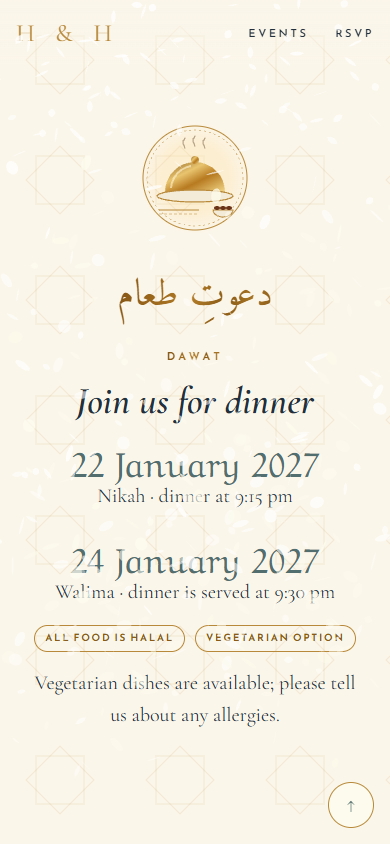 H & H
EVENTS RSVP
دعوتِ طعام
DAWAT
Join us for dinner
22 January 2027
Nikah · dinner at 9:15 pm
24 January 2027
Walima · dinner is served at 9:30 pm
ALL FOOD IS HALAL VEGETARIAN OPTION
Vegetarian dishes are available; please tell
us about any allergies.
↑